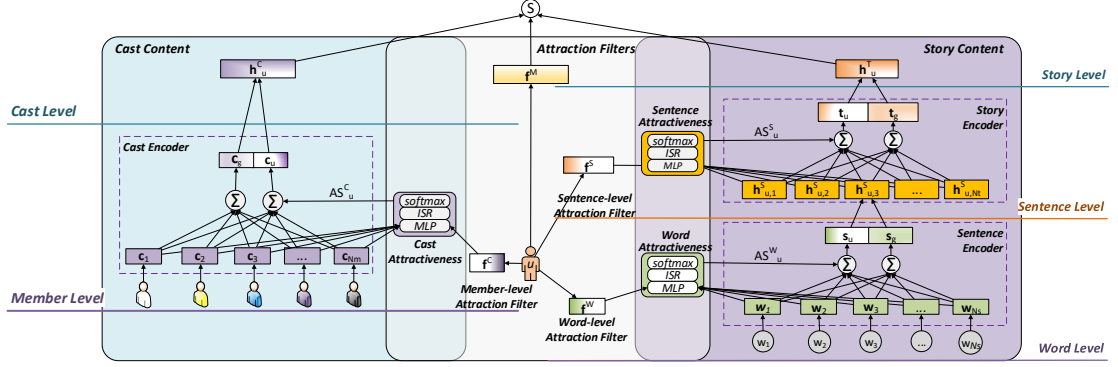 S
Cast Content
Attraction Filters
Story Content
h^C_u
f^M
h^T_u
Story Level
Cast Level
Sentence
Attractiveness
softmax
ISR
MLP
AS^S_u
t_u t_g
Story
Encoder
Σ Σ
Cast Encoder
c_g c_u
f^S
h^S_u,1 h^S_u,2 h^S_u,3 ... h^S_u,Nt
Σ Σ
AS^C_u
softmax
ISR
MLP
Cast
Attractiveness
Sentence-level
Attraction Filter
Sentence Level
Word
Attractiveness
softmax
ISR
MLP
AS^W_u
s_u s_g
Sentence
Encoder
Σ Σ
c_1 c_2 c_3 ... c_Nm
f^C
u
Member-level
Attraction Filter
Member Level
f^W
Word-level
Attraction Filter
w_1 w_2 w_3 ... w_Ns
w_1 w_2 w_3 ... w_Ns
Word Level